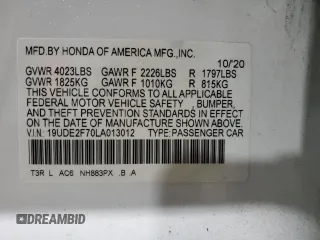 MFD BY HONDA OF AMERICA MFG.,INC.
10/20
GVWR 4023LBS GAWR F 2226LBS R 1797LBS
GVWR 1825KG GAWR F 1010KG R 815KG
THIS VEHICLE CONFORMS TO ALL APPLICABLE
FEDERAL MOTOR VEHICLE SAFETY, BUMPER,
AND THEFT PREVENTION STANDARDS IN EFFECT
ON THE DATE OF MANUFACTURE SHOWN ABOVE.
V.I.N: 19UDE2F70LA013012 TYPE:PASSENGER CAR
T3R L AC6 NH883PX .B .A
DREAMBID